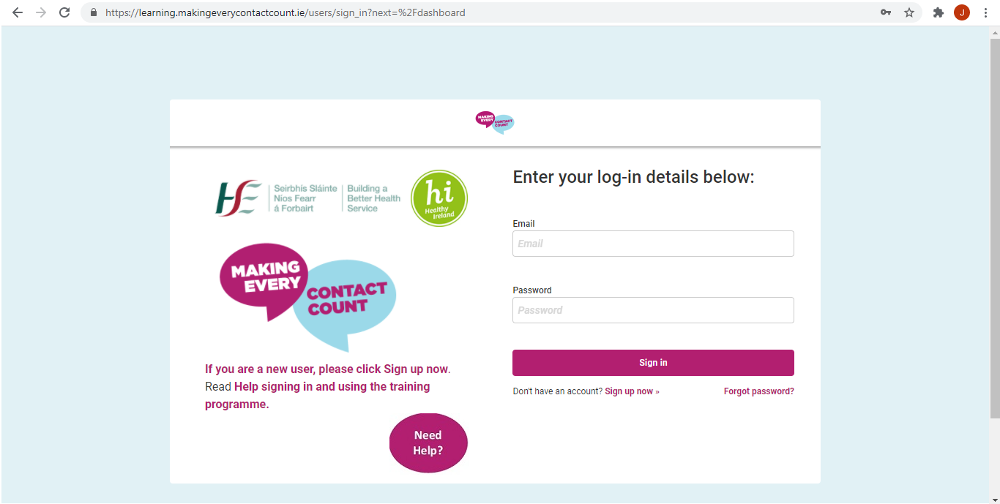 https://learning.makingeverycontactcount.ie/users/sign_in?next=%2Fdashboard
J
MAKING
EVERY
CONTACT
COUNT
Seirbhís Sláinte
Níos Fearr
á Forbairt
Building a
Better Health
Service
hi
Healthy
Ireland
MAKING
EVERY
CONTACT
COUNT
If you are a new user, please click Sign up now.
Read Help signing in and using the training
programme.
Need
Help?
Enter your log-in details below:
Email
Email
Password
Password
Sign in
Don't have an account? Sign up now »
Forgot password?